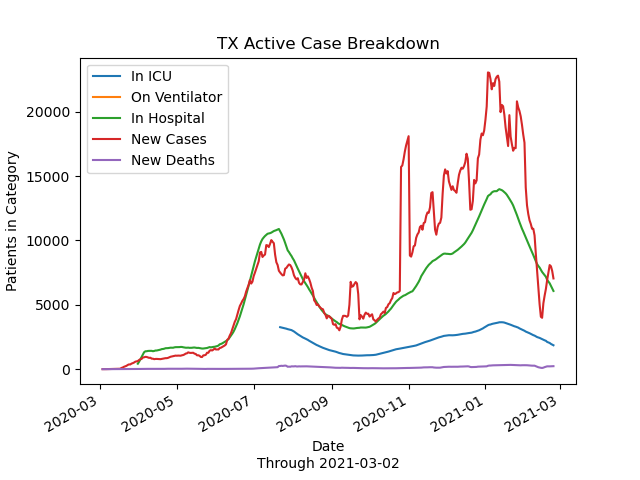 TX Active Case Breakdown
In ICU
On Ventilator
In Hospital
New Cases
New Deaths
Patients in Category
20000
15000
10000
5000
0
2020-03
2020-05
2020-07
2020-09
2020-11
2021-01
2021-03
Date
Through 2021-03-02